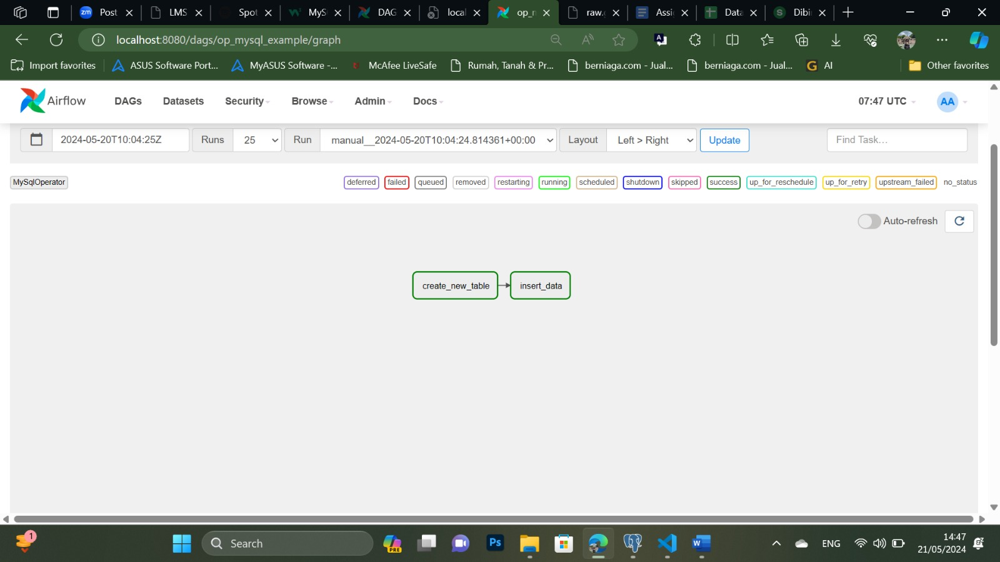 Post
LMS
Spot
MyS
DAG
local
op_r
raw.
Assi
Data
S
Dibi
localhost:8080/dags/op_mysql_example/graph
Import favorites
ASUS Software Port...
MyASUS Software -...
McAfee LiveSafe
Rumah, Tanah & Pr...
berniaga.com - Jual...
berniaga.com - Jual...
G AI
Other favorites
Airflow
DAGs
Datasets
Security
Browse
Admin
Docs
07:47 UTC
AA
2024-05-20T10:04:25Z
Runs
25
Run
manual__2024-05-20T10:04:24.814361+00:00
Layout
Left > Right
Update
Find Task...
MySqlOperator
deferred
failed
queued
removed
restarting
running
scheduled
shutdown
skipped
success
up_for_reschedule
up_for_retry
upstream_failed
no_status
Auto-refresh
create_new_table
insert_data
1
Search
PRE
Ps
W
ENG
14:47
21/05/2024